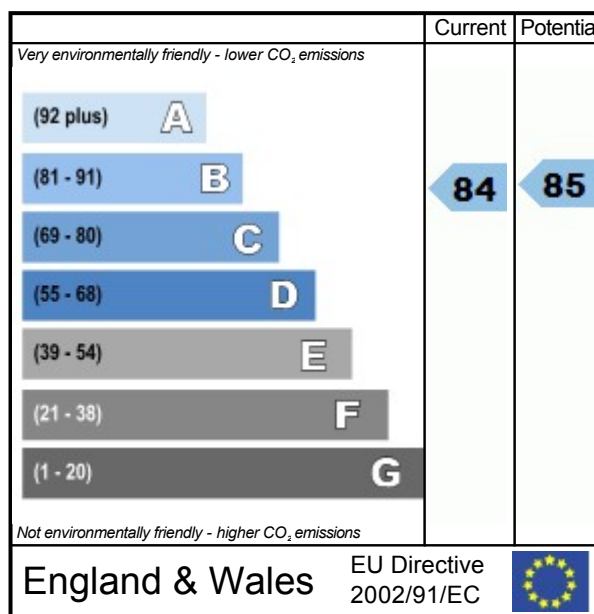 Current Potentia
Very environmentally friendly - lower CO₂ emissions
(92 plus) A
(81 - 91) B
84 85
(69 - 80) C
(55 - 68) D
(39 - 54) E
(21 - 38) F
(1 - 20) G
Not environmentally friendly - higher CO₂ emissions
England & Wales
EU Directive
2002/91/EC